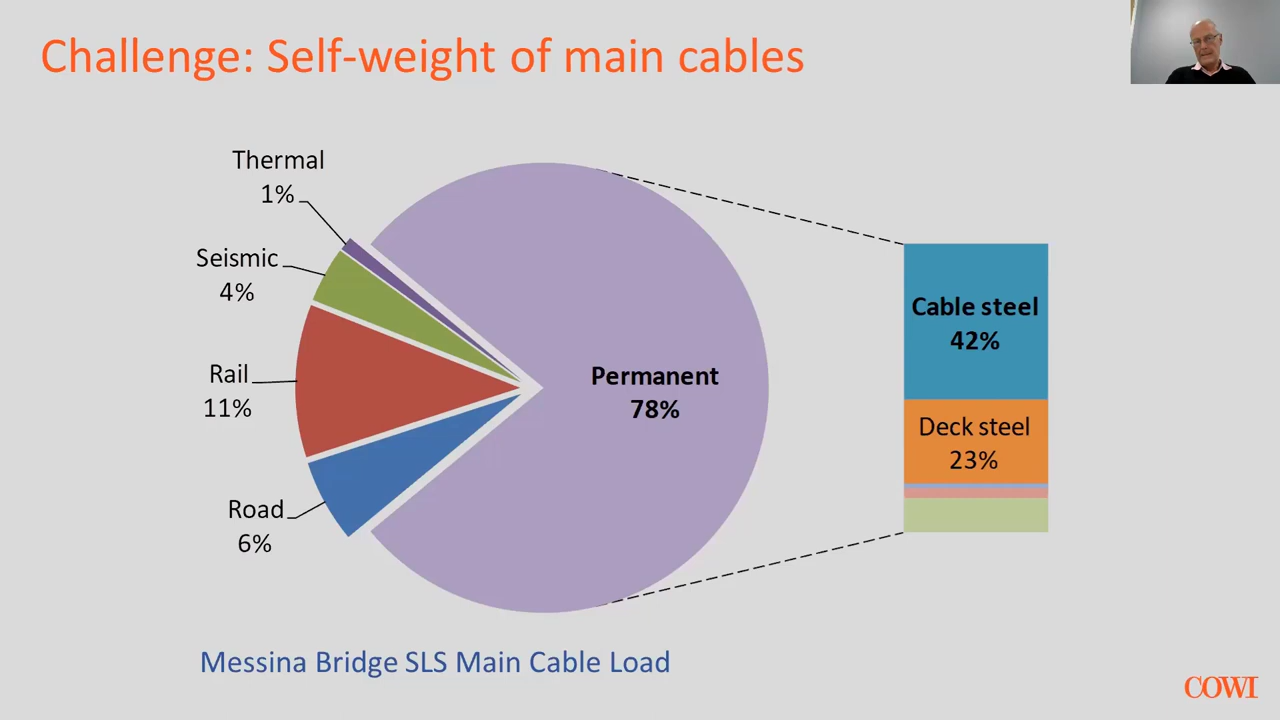 Challenge: Self-weight of main cables
Thermal
1%
Seismic
4%
Rail
11%
Road
6%
Permanent
78%
Cable steel
42%
Deck steel
23%
Messina Bridge SLS Main Cable Load
COWI